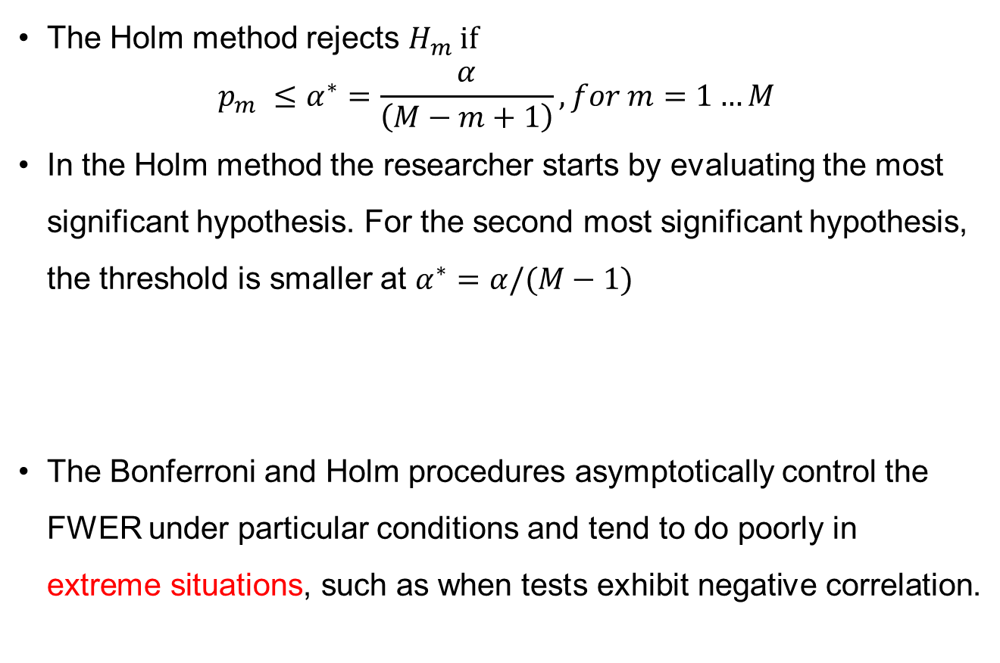 • The Holm method rejects $H_m$ if
$p_m \leq \alpha^* = \frac{\alpha}{(M - m + 1)}, for\ m = 1 \ldots M$
• In the Holm method the researcher starts by evaluating the most
significant hypothesis. For the second most significant hypothesis,
the threshold is smaller at $\alpha^* = \alpha/(M - 1)$
• The Bonferroni and Holm procedures asymptotically control the
FWER under particular conditions and tend to do poorly in
extreme situations, such as when tests exhibit negative correlation.